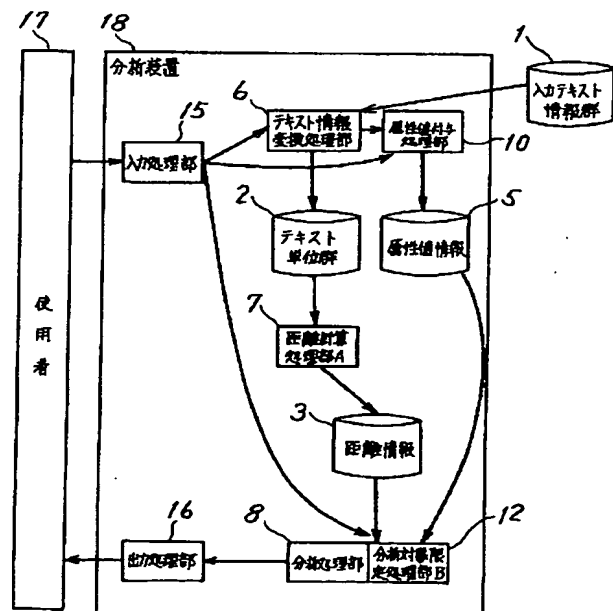 17
18
1
分析装置
入力テキスト
情報群
6
15
テキスト情報
変換処理部
属性値付与
処理部
10
入力処理部
2
5
テキスト
単位群
属性値情報
使用者
7
距離計算
処理部A
3
距離情報
16
8
12
出力処理部
分析処理部
分析対象限
定処理部B